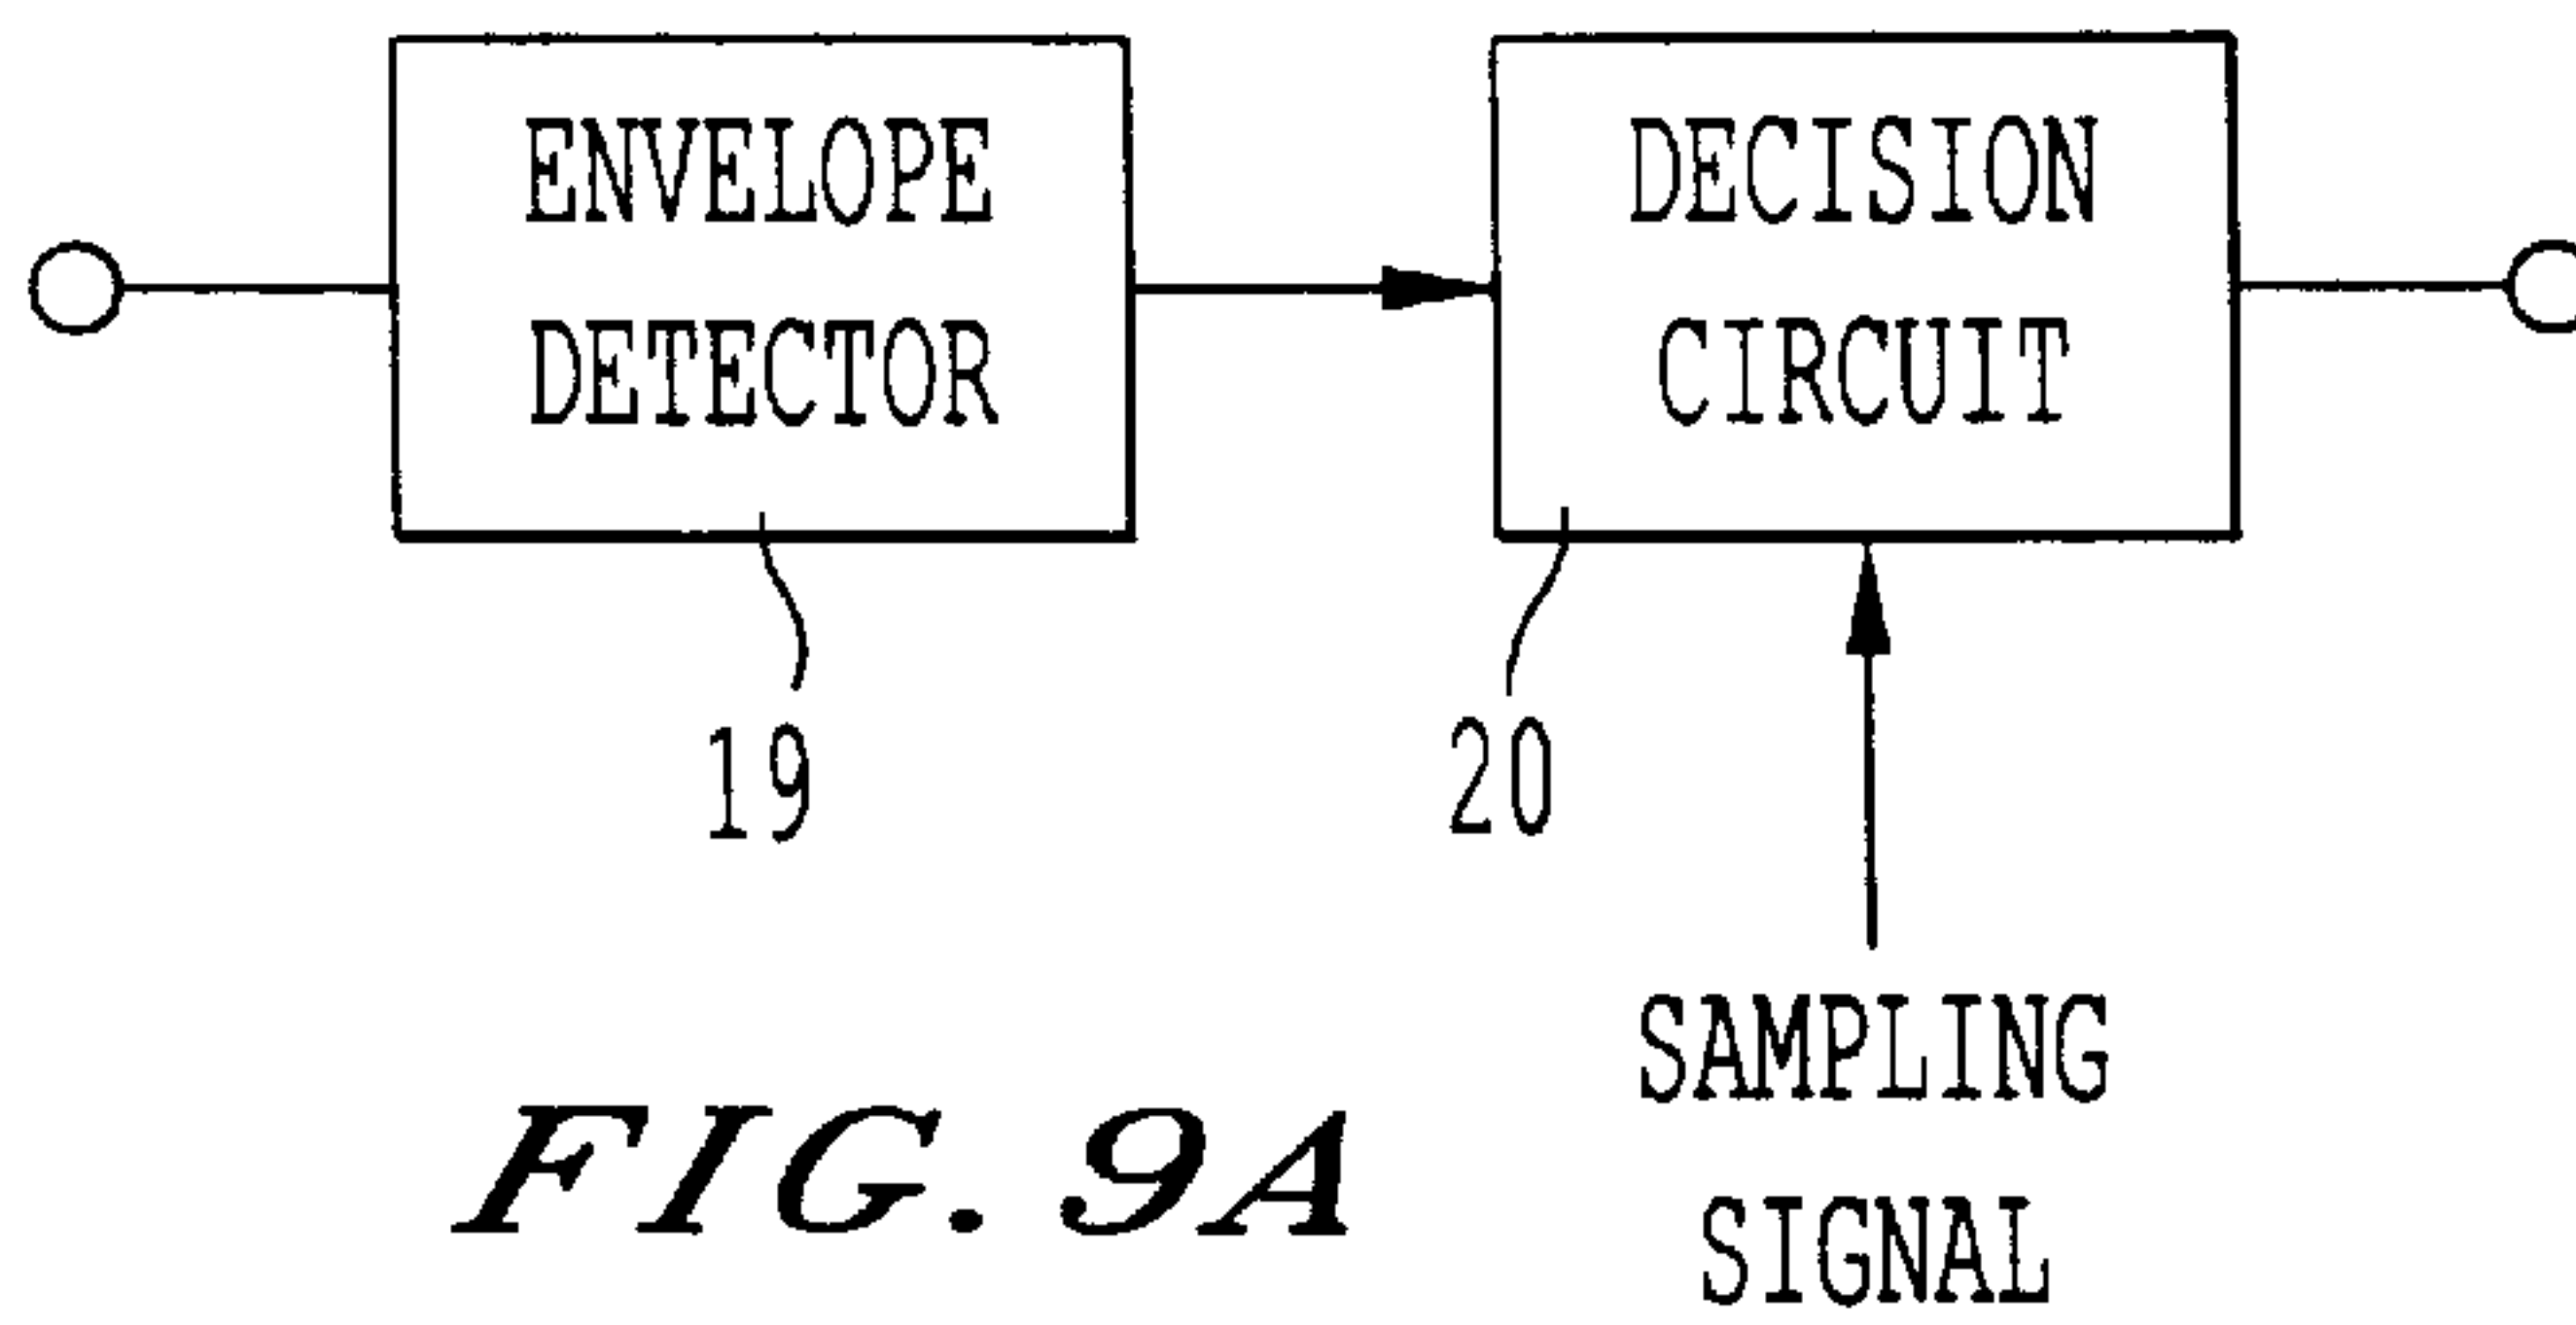 ENVELOPE
DETECTOR
DECISION
CIRCUIT
19
20
SAMPLING
SIGNAL
FIG. 9A